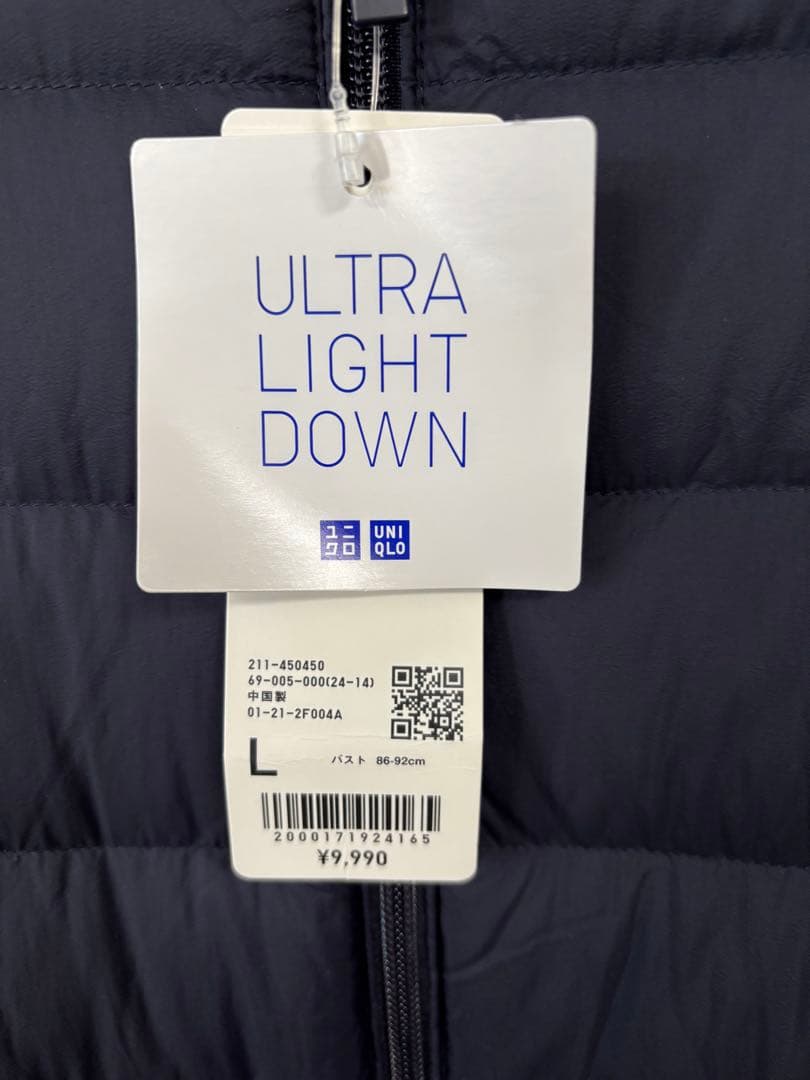 ULTRA
LIGHT
DOWN
ユニ UNI
クロ QLO
211-450450
69-005-000(24-14)
中国製
01-21-2F004A
L バスト 86-92cm
2000171924165
¥9,990